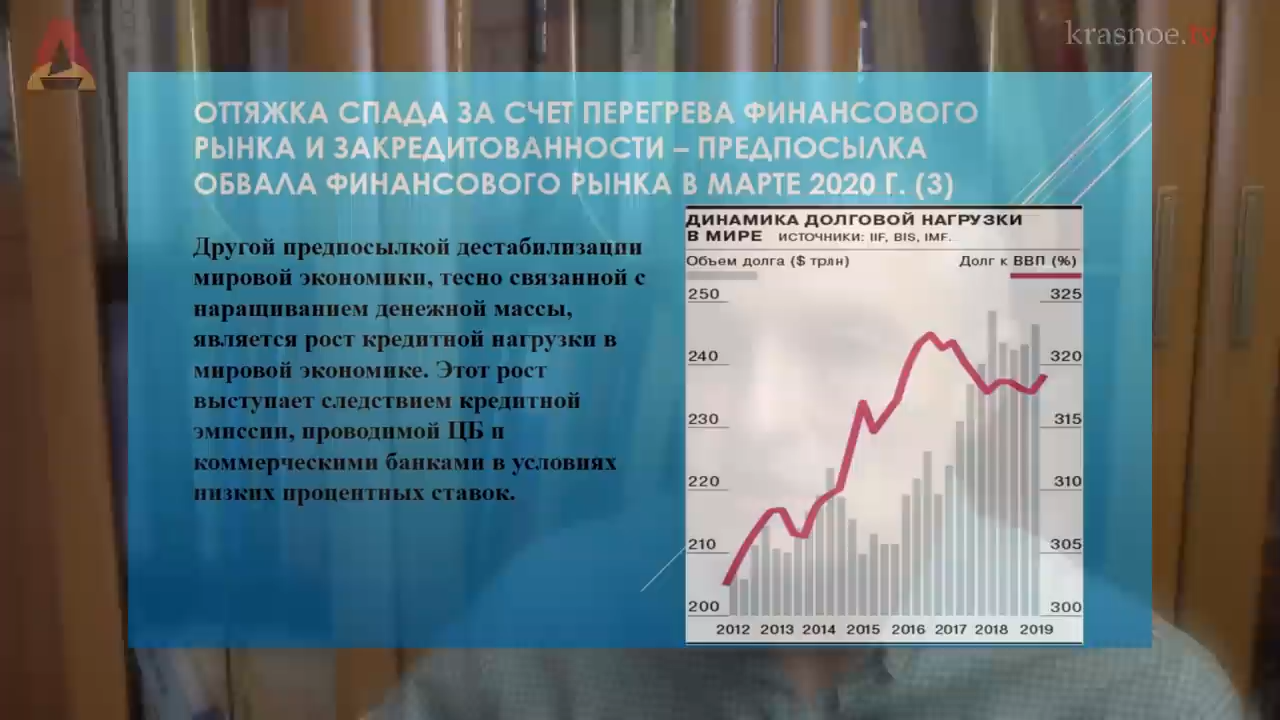 krasnoe.tv
ОТТЯЖКА СПАДА ЗА СЧЕТ ПЕРЕГРЕВА ФИНАНСОВОГО
РЫНКА И ЗАКРЕДИТОВАННОСТИ – ПРЕДПОСЫЛКА
ОБВАЛА ФИНАНСОВОГО РЫНКА В МАРТЕ 2020 Г. (3)
Другой предпосылкой дестабилизации
мировой экономики, тесно связанной с
наращиванием денежной массы,
является рост кредитной нагрузки в
мировой экономике. Этот рост
выступает следствием кредитной
эмиссии, проводимой ЦБ и
коммерческими банками в условиях
низких процентных ставок.
ДИНАМИКА ДОЛГОВОЙ НАГРУЗКИ
В МИРЕ ИСТОЧНИКИ: IIF, BIS, IMF.
Объем долга ($ трлн) Долг к ВВП (%)
250 325
240 320
230 315
220 310
210 305
200 300
2012 2013 2014 2015 2016 2017 2018 2019